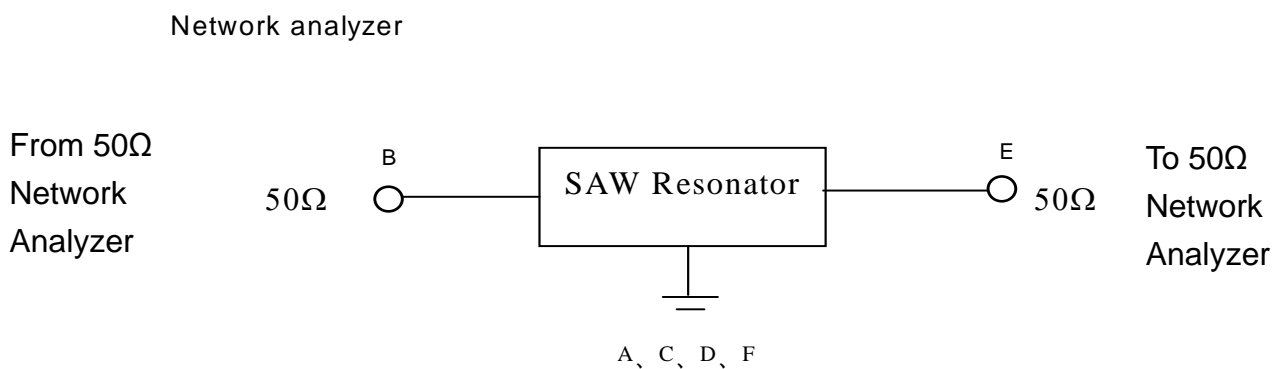 Network analyzer
From 50Ω
Network
Analyzer
50Ω
B
SAW Resonator
E
50Ω
To 50Ω
Network
Analyzer
A、C、D、F